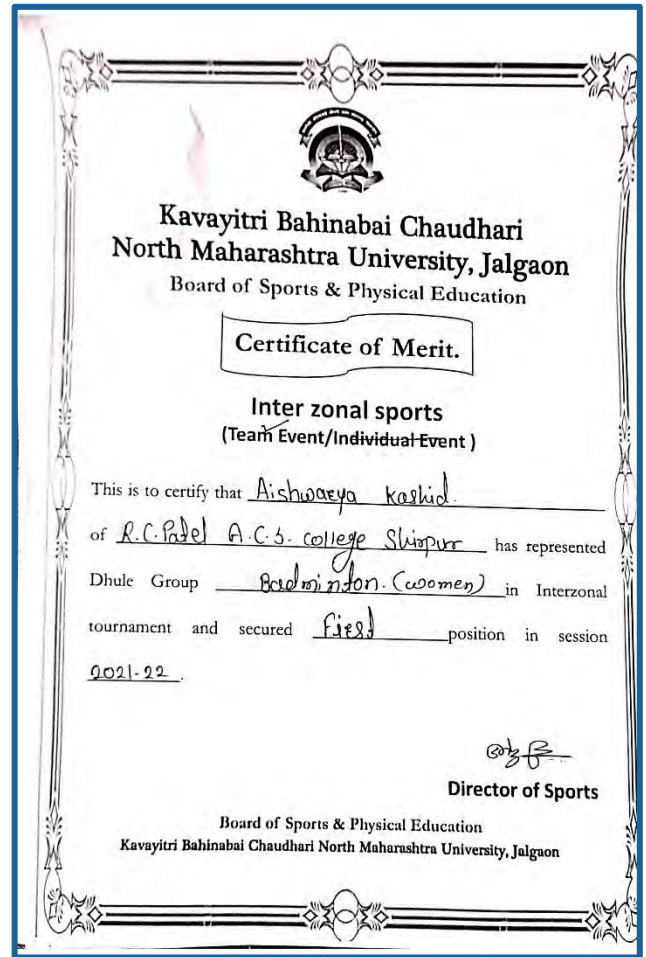 Kavayitri Bahinabai Chaudhari
North Maharashtra University, Jalgaon
Board of Sports & Physical Education
Certificate of Merit.
Inter zonal sports
(Team Event/Individual Event )
This is to certify that Aishwarya Kashid.
of R.C.Patel A.C.S. college Shirpur has represented
Dhule Group Badminton. (women) in Interzonal
tournament and secured First position in session
2021-22.
Director of Sports
Board of Sports & Physical Education
Kavayitri Bahinabai Chaudhari North Maharashtra University, Jalgaon